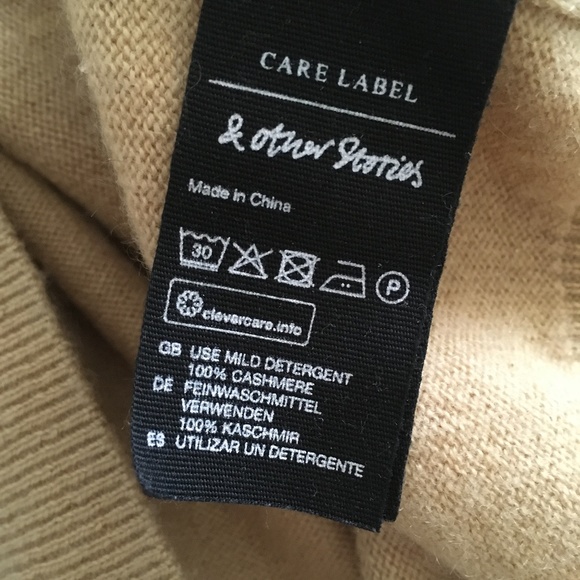 CARE LABEL
& other Stories
Made in China
30
P
clevercare.info
GB USE MILD DETERGENT
100% CASHMERE
DE FEINWASCHMITTEL
VERWENDEN
100% KASCHMIR
ES UTILIZAR UN DETERGENTE